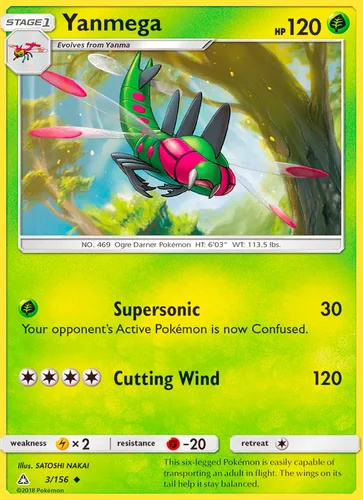 STAGE 1 Yanmega HP 120
Evolves from Yanma
NO. 469 Ogre Darner Pokémon HT: 6'03" WT: 113.5 lbs.
Supersonic 30
Your opponent's Active Pokémon is now Confused.
Cutting Wind 120
weakness ×2 resistance -20 retreat
Illus. SATOSHI NAKAI
3/156
©2018 Pokémon
This six-legged Pokémon is easily capable of
transporting an adult in flight. The wings on its
tail help it stay balanced.